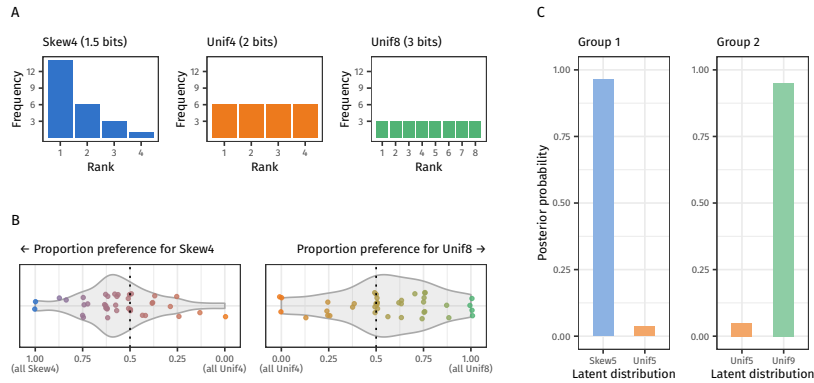 A
Skew4 (1.5 bits)
Unif4 (2 bits)
Unif8 (3 bits)
Frequency
12
9
6
3
1 2 3 4
Rank
Frequency
12
9
6
3
1 2 3 4
Rank
Frequency
12
9
6
3
1 2 3 4 5 6 7 8
Rank
B
← Proportion preference for Skew4
Proportion preference for Unif8 →
1.00 0.75 0.5 0.25 0.00
(all Skew4) (all Unif4)
0.00 0.25 0.5 0.75 1.00
(all Unif4) (all Unif8)
C
Group 1
Group 2
Posterior probability
1.00
0.75
0.50
0.25
0.00
Skew5 Unif5
Latent distribution
1.00
0.75
0.50
0.25
0.00
Unif5 Unif9
Latent distribution